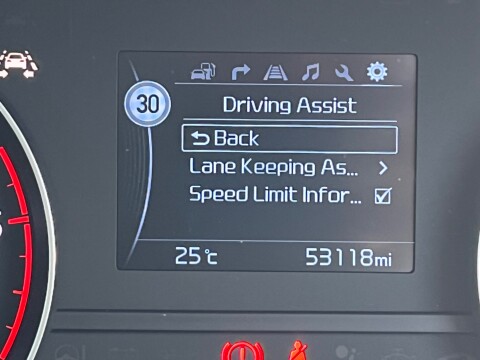 30
Driving Assist
Back
Lane Keeping As...
Speed Limit Infor...
25°c
53118mi